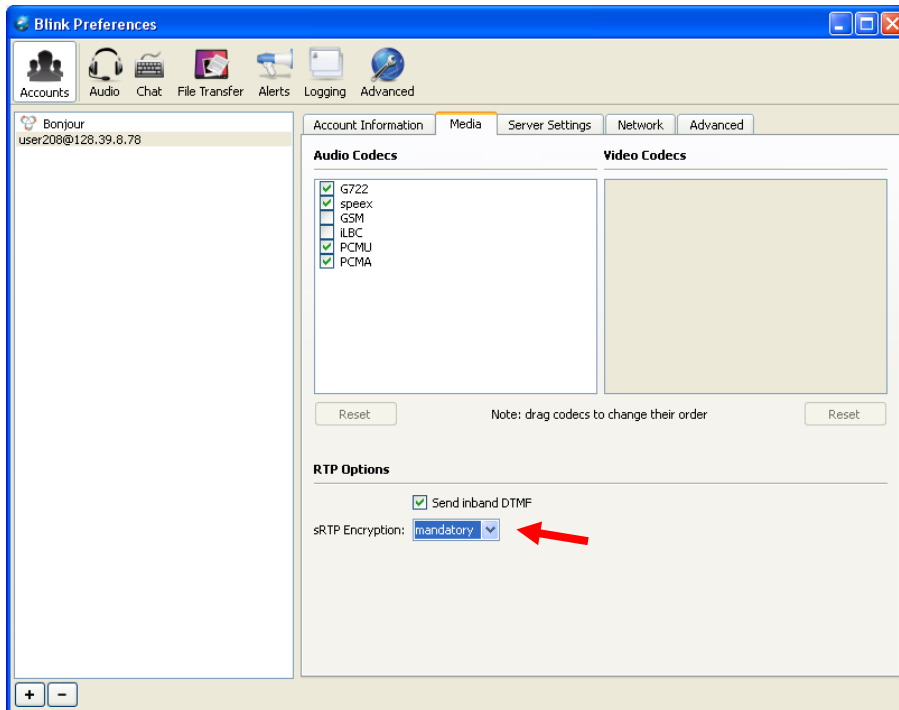 Blink Preferences
Accounts Audio Chat File Transfer Alerts Logging Advanced
Bonjour
user208@128.39.8.78
Account Information Media Server Settings Network Advanced
Audio Codecs Video Codecs
G722
speex
GSM
iLBC
PCMU
PCMA
Reset Note: drag codecs to change their order Reset
RTP Options
Send inband DTMF
sRTP Encryption: mandatory
+ -